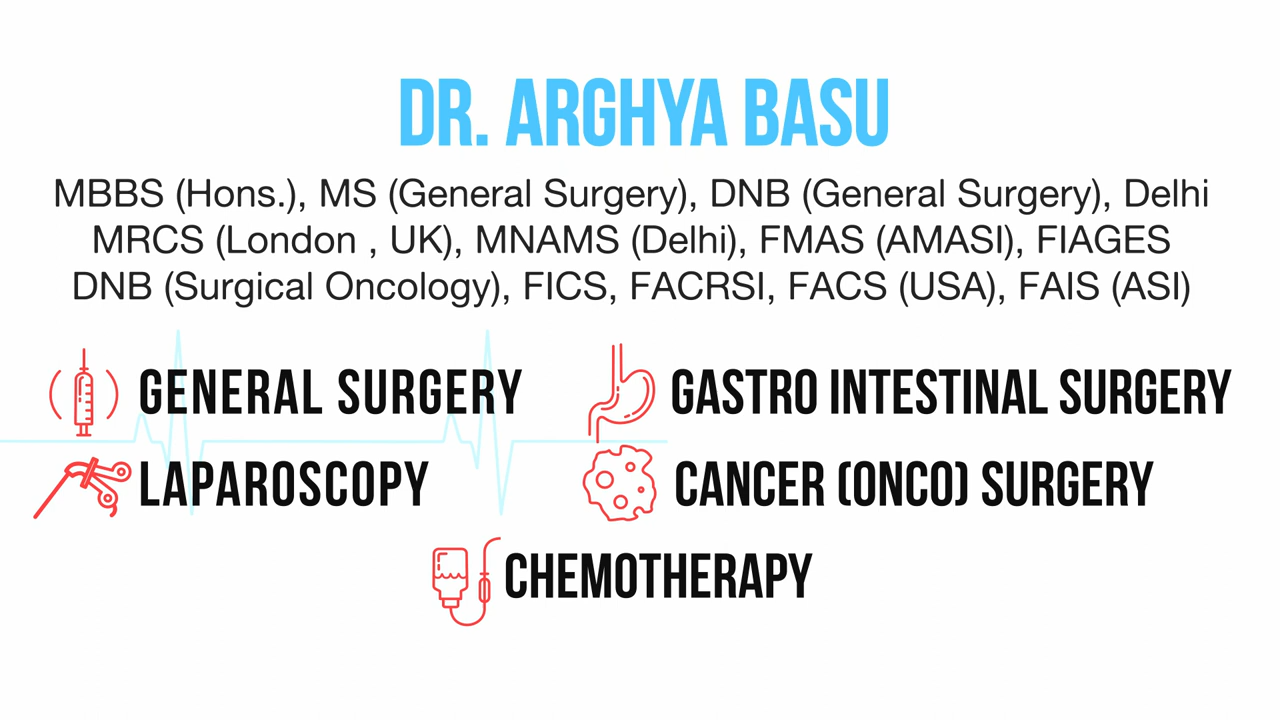 DR. ARGHYA BASU
MBBS (Hons.), MS (General Surgery), DNB (General Surgery), Delhi
MRCS (London , UK), MNAMS (Delhi), FMAS (AMASI), FIAGES
DNB (Surgical Oncology), FICS, FACRSI, FACS (USA), FAIS (ASI)
GENERAL SURGERY
GASTRO INTESTINAL SURGERY
LAPAROSCOPY
CANCER (ONCO) SURGERY
CHEMOTHERAPY